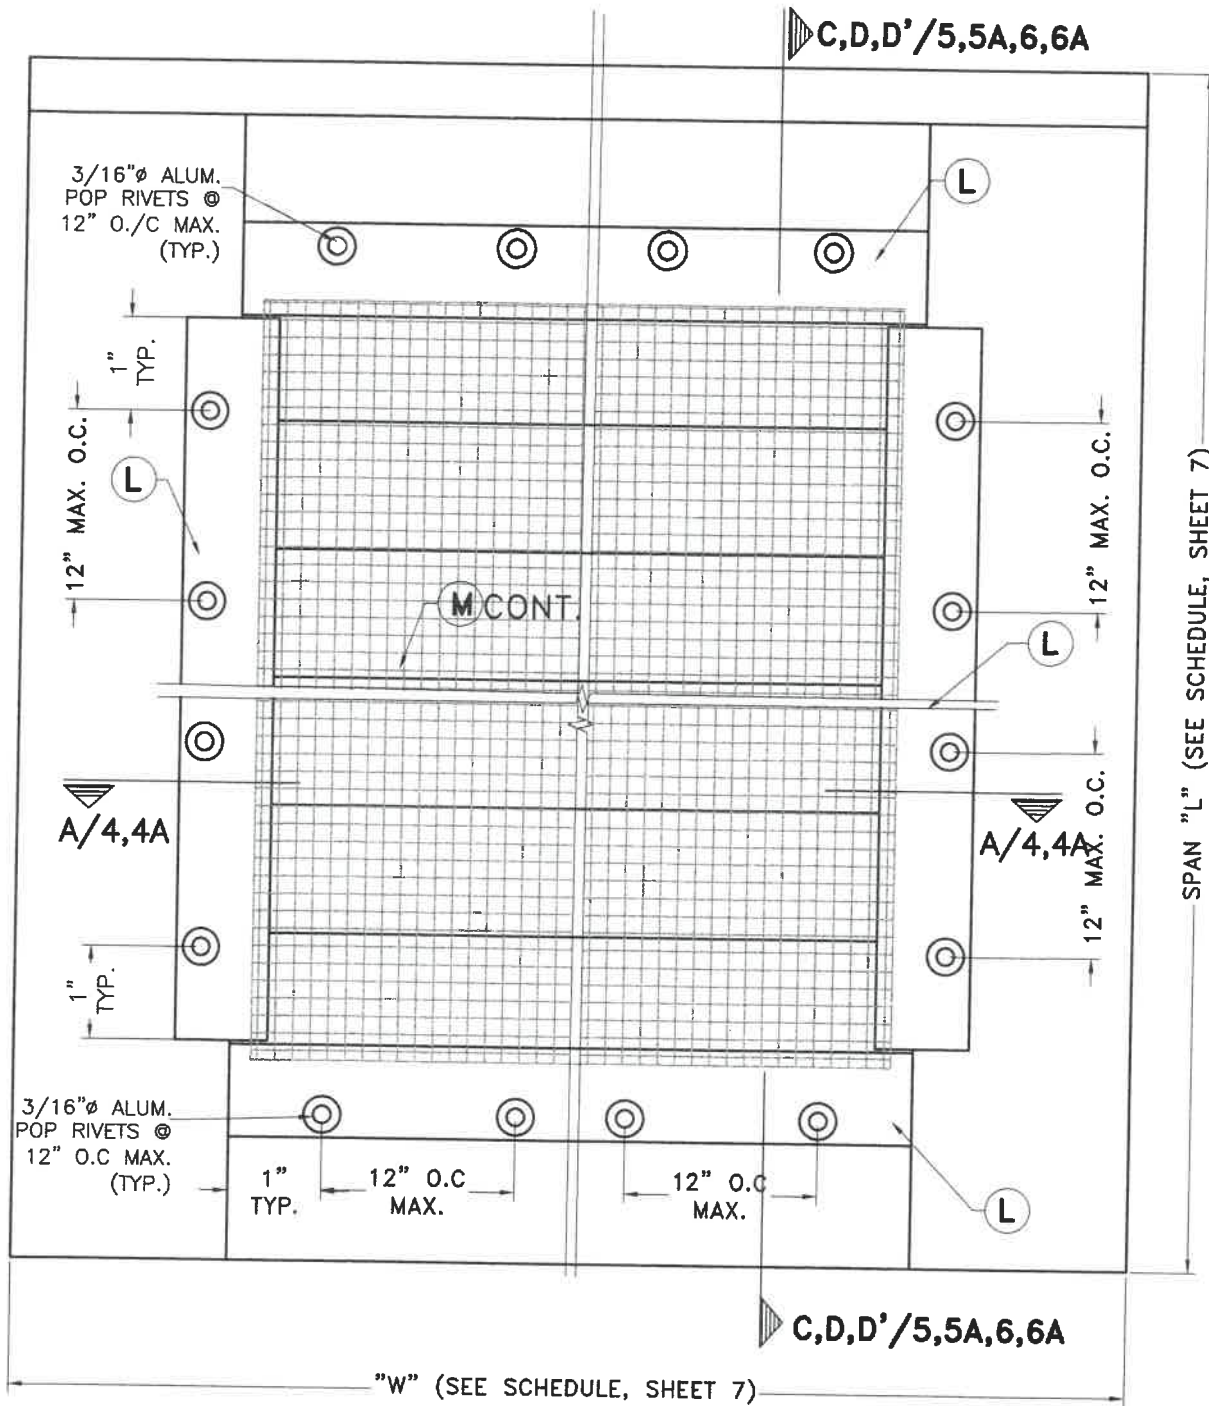 C,D,D'/5,5A,6,6A
3/16"ø ALUM.
POP RIVETS @
12" O./C MAX.
(TYP.)
L
1"
TYP.
12" MAX. O.C.
L
12" MAX. O.C.
M CONT.
L
SPAN "L" (SEE SCHEDULE, SHEET 7)
A/4,4A
A/4,4A
12" MAX. O.C.
1"
TYP.
3/16"ø ALUM.
POP RIVETS @
12" O.C MAX.
(TYP.)
1"
TYP.
12" O.C
MAX.
12" O.C
MAX.
L
C,D,D'/5,5A,6,6A
"W" (SEE SCHEDULE, SHEET 7)